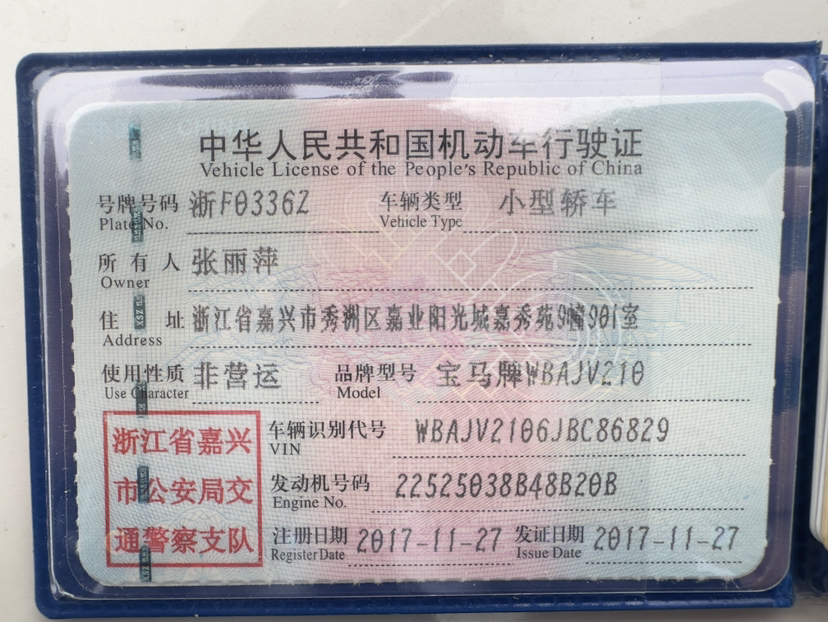 中华人民共和国机动车行驶证
Vehicle License of the People's Republic of China
号牌号码 浙F0336Z 车辆类型 小型轿车
Plate No. Vehicle Type
所有人 张丽萍
Owner
住址 浙江省嘉兴市秀洲区嘉业阳光城嘉秀苑9幢901室
Address
使用性质 非营运 品牌型号 宝马牌WBAJV210
Use Character Model
浙江省嘉兴市公安局交通警察支队
车辆识别代号 WBAJV2106JBC86829
VIN
发动机号码 22525038B48B20B
Engine No.
注册日期 2017-11-27 发证日期 2017-11-27
Register Date Issue Date